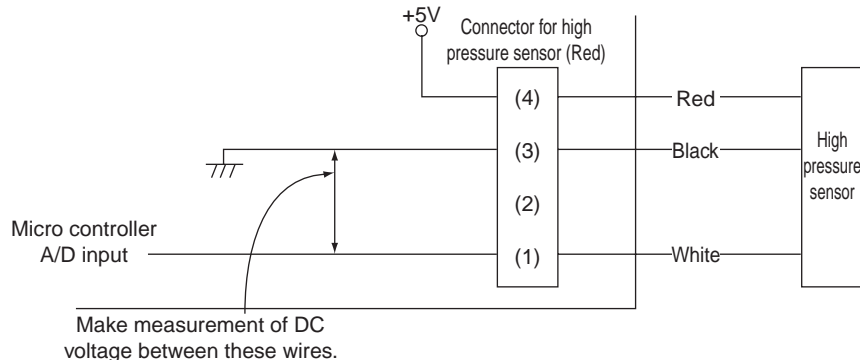 +5V
Connector for high
pressure sensor (Red)
(4)
Red
(3)
Black
High
pressure
sensor
(2)
Micro controller
A/D input
(1)
White
Make measurement of DC
voltage between these wires.